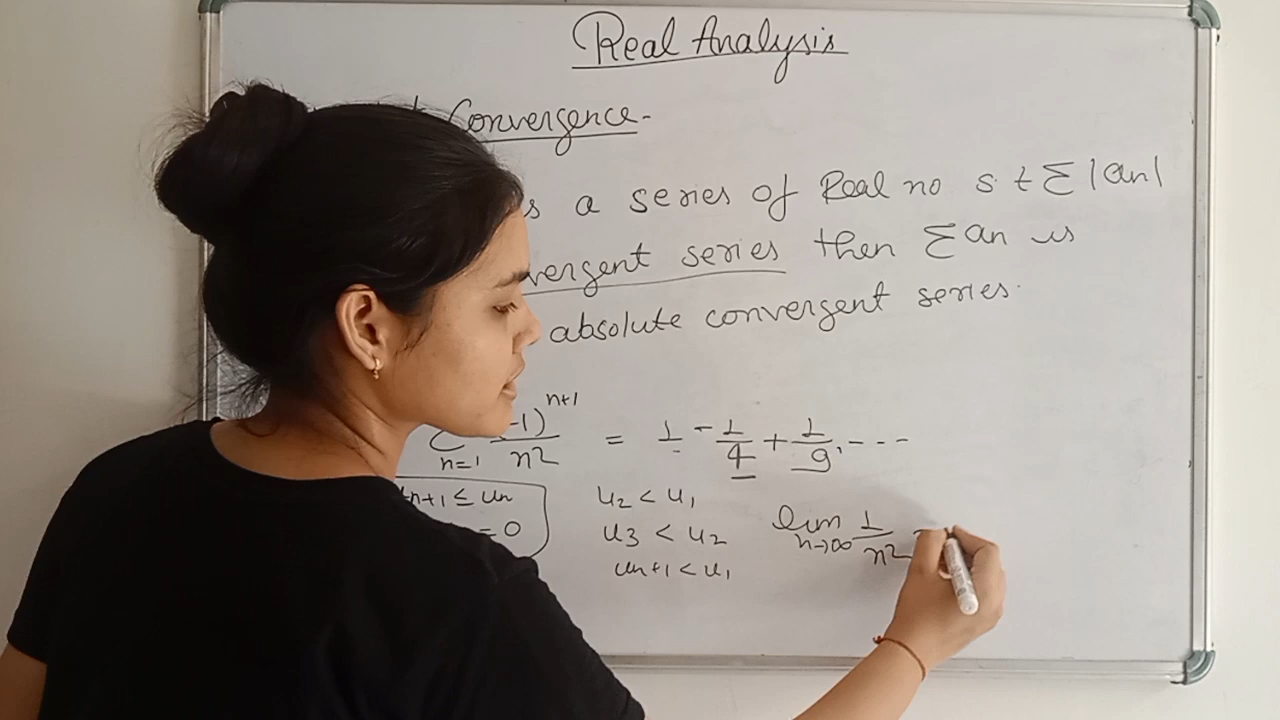 Real Analysis
Convergence-
a series of Real no s.t Σ|an|
vergent series then Σan is
absolute convergent series.
-1)^n+1 / n² n=1 = 1 - 1/4 + 1/9, ---
n+1 ≤ un u2 < u1
=0 u3 < u2 lim n→∞ 1/n² =
un+1 < u1